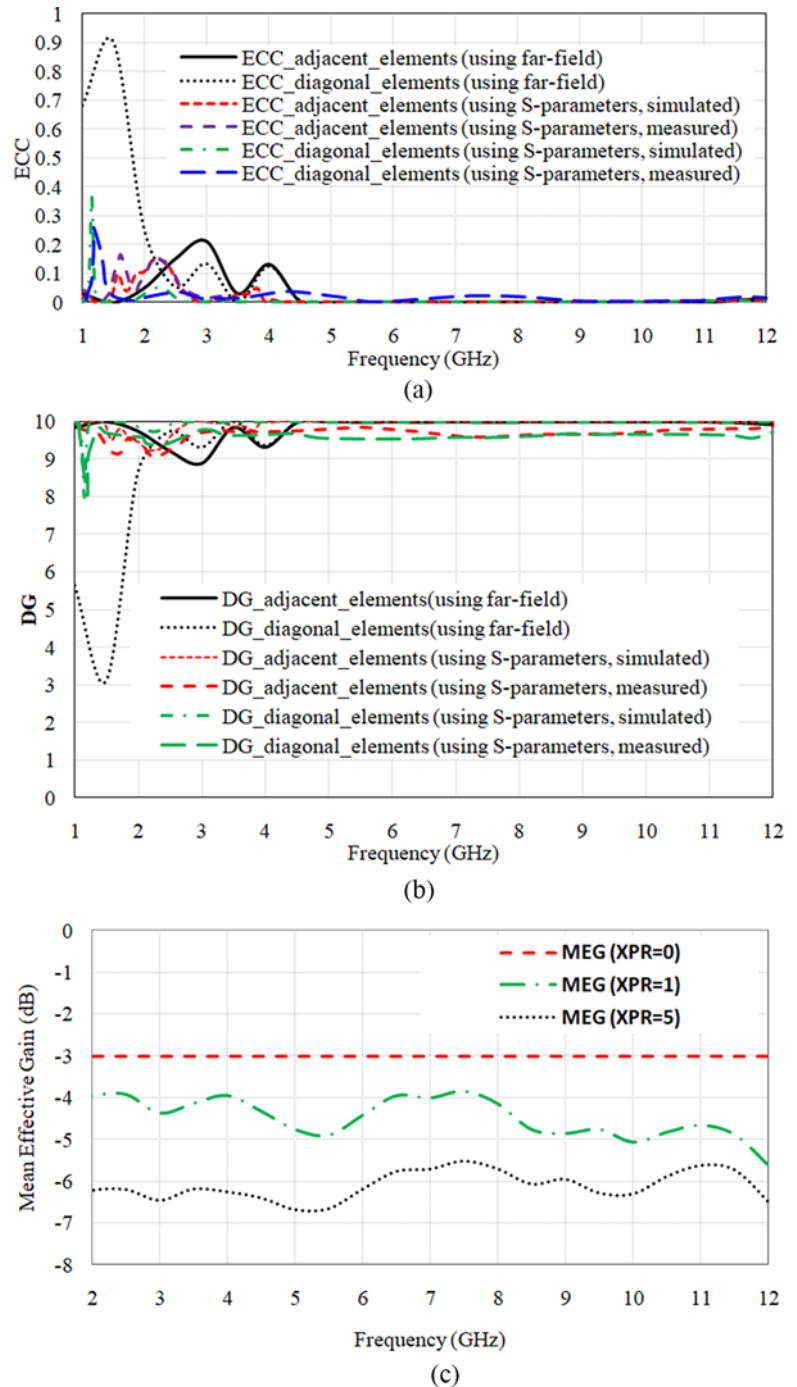 1
0.9
0.8
0.7
0.6
0.5
0.4
0.3
0.2
0.1
0
ECC
ECC_adjacent_elements (using far-field)
ECC_diagonal_elements (using far-field)
ECC_adjacent_elements (using S-parameters, simulated)
ECC_adjacent_elements (using S-parameters, measured)
ECC_diagonal_elements (using S-parameters, simulated)
ECC_diagonal_elements (using S-parameters, measured)
1 2 3 4 5 6 7 8 9 10 11 12
Frequency (GHz)
(a)
10
9
8
7
6
5
4
3
2
1
0
DG
DG_adjacent_elements(using far-field)
DG_diagonal_elements(using far-field)
DG_adjacent_elements (using S-parameters, simulated)
DG_adjacent_elements (using S-parameters, measured)
DG_diagonal_elements (using S-parameters, simulated)
DG_diagonal_elements (using S-parameters, measured)
1 2 3 4 5 6 7 8 9 10 11 12
Frequency (GHz)
(b)
0
-1
-2
-3
-4
-5
-6
-7
-8
Mean Effective Gain (dB)
MEG (XPR=0)
MEG (XPR=1)
MEG (XPR=5)
2 3 4 5 6 7 8 9 10 11 12
Frequency (GHz)
(c)